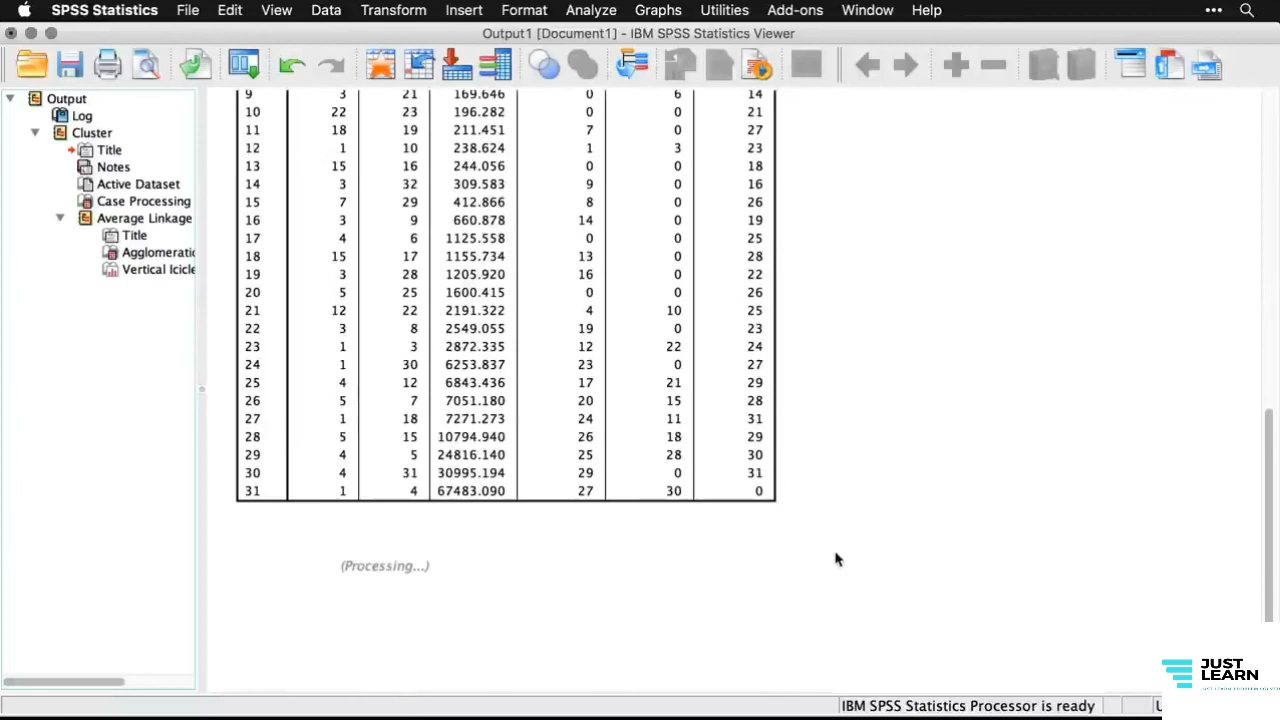 SPSS Statistics File Edit View Data Transform Insert Format Analyze Graphs Utilities Add-ons Window Help
Output1 [Document1] - IBM SPSS Statistics Viewer
Output
Log
Cluster
Title
Notes
Active Dataset
Case Processing
Average Linkage
Title
Agglomeratic
Vertical Icicle
9 3 21 169.646 0 6 14
10 22 23 196.282 0 0 21
11 18 19 211.451 7 0 27
12 1 10 238.624 1 3 23
13 15 16 244.056 0 0 18
14 3 32 309.583 9 0 16
15 7 29 412.866 8 0 26
16 3 9 660.878 14 0 19
17 4 6 1125.558 0 0 25
18 15 17 1155.734 13 0 28
19 3 28 1205.920 16 0 22
20 5 25 1600.415 0 0 26
21 12 22 2191.322 4 10 25
22 3 8 2549.055 19 0 23
23 1 3 2872.335 12 22 24
24 1 30 6253.837 23 0 27
25 4 12 6843.436 17 21 29
26 5 7 7051.180 20 15 28
27 1 18 7271.273 24 11 31
28 5 15 10794.940 26 18 29
29 4 5 24816.140 25 28 30
30 4 31 30995.194 29 0 31
31 1 4 67483.090 27 30 0
(Processing...)
JUST
LEARN
JUST LEARN PROBLEM SOLVED
IBM SPSS Statistics Processor is ready